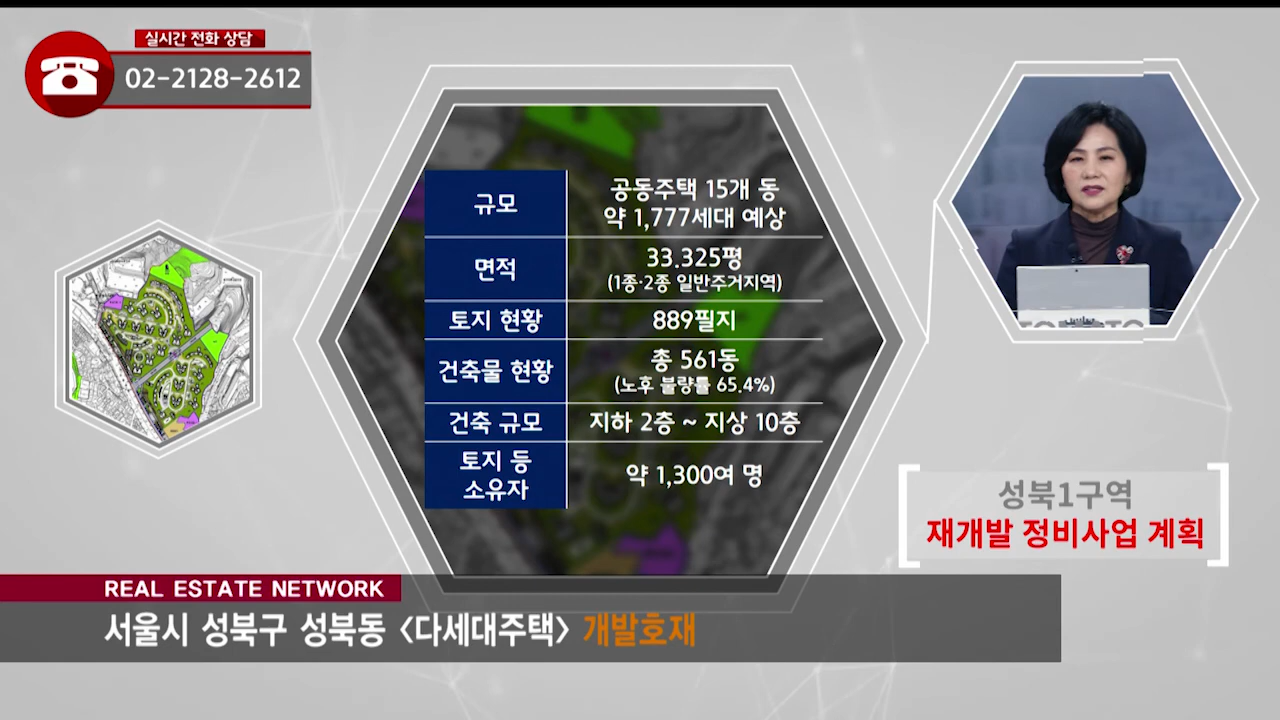 실시간 전화 상담
02-2128-2612
규모
공동주택 15개 동
약 1,777세대 예상
면적
33.325평
(1종·2종 일반주거지역)
토지 현황
889필지
건축물 현황
총 561동
(노후 불량률 65.4%)
건축 규모
지하 2층 ~ 지상 10층
토지 등
소유자
약 1,300여 명
성북1구역
재개발 정비사업 계획
REAL ESTATE NETWORK
서울시 성북구 성북동 <다세대주택> 개발호재